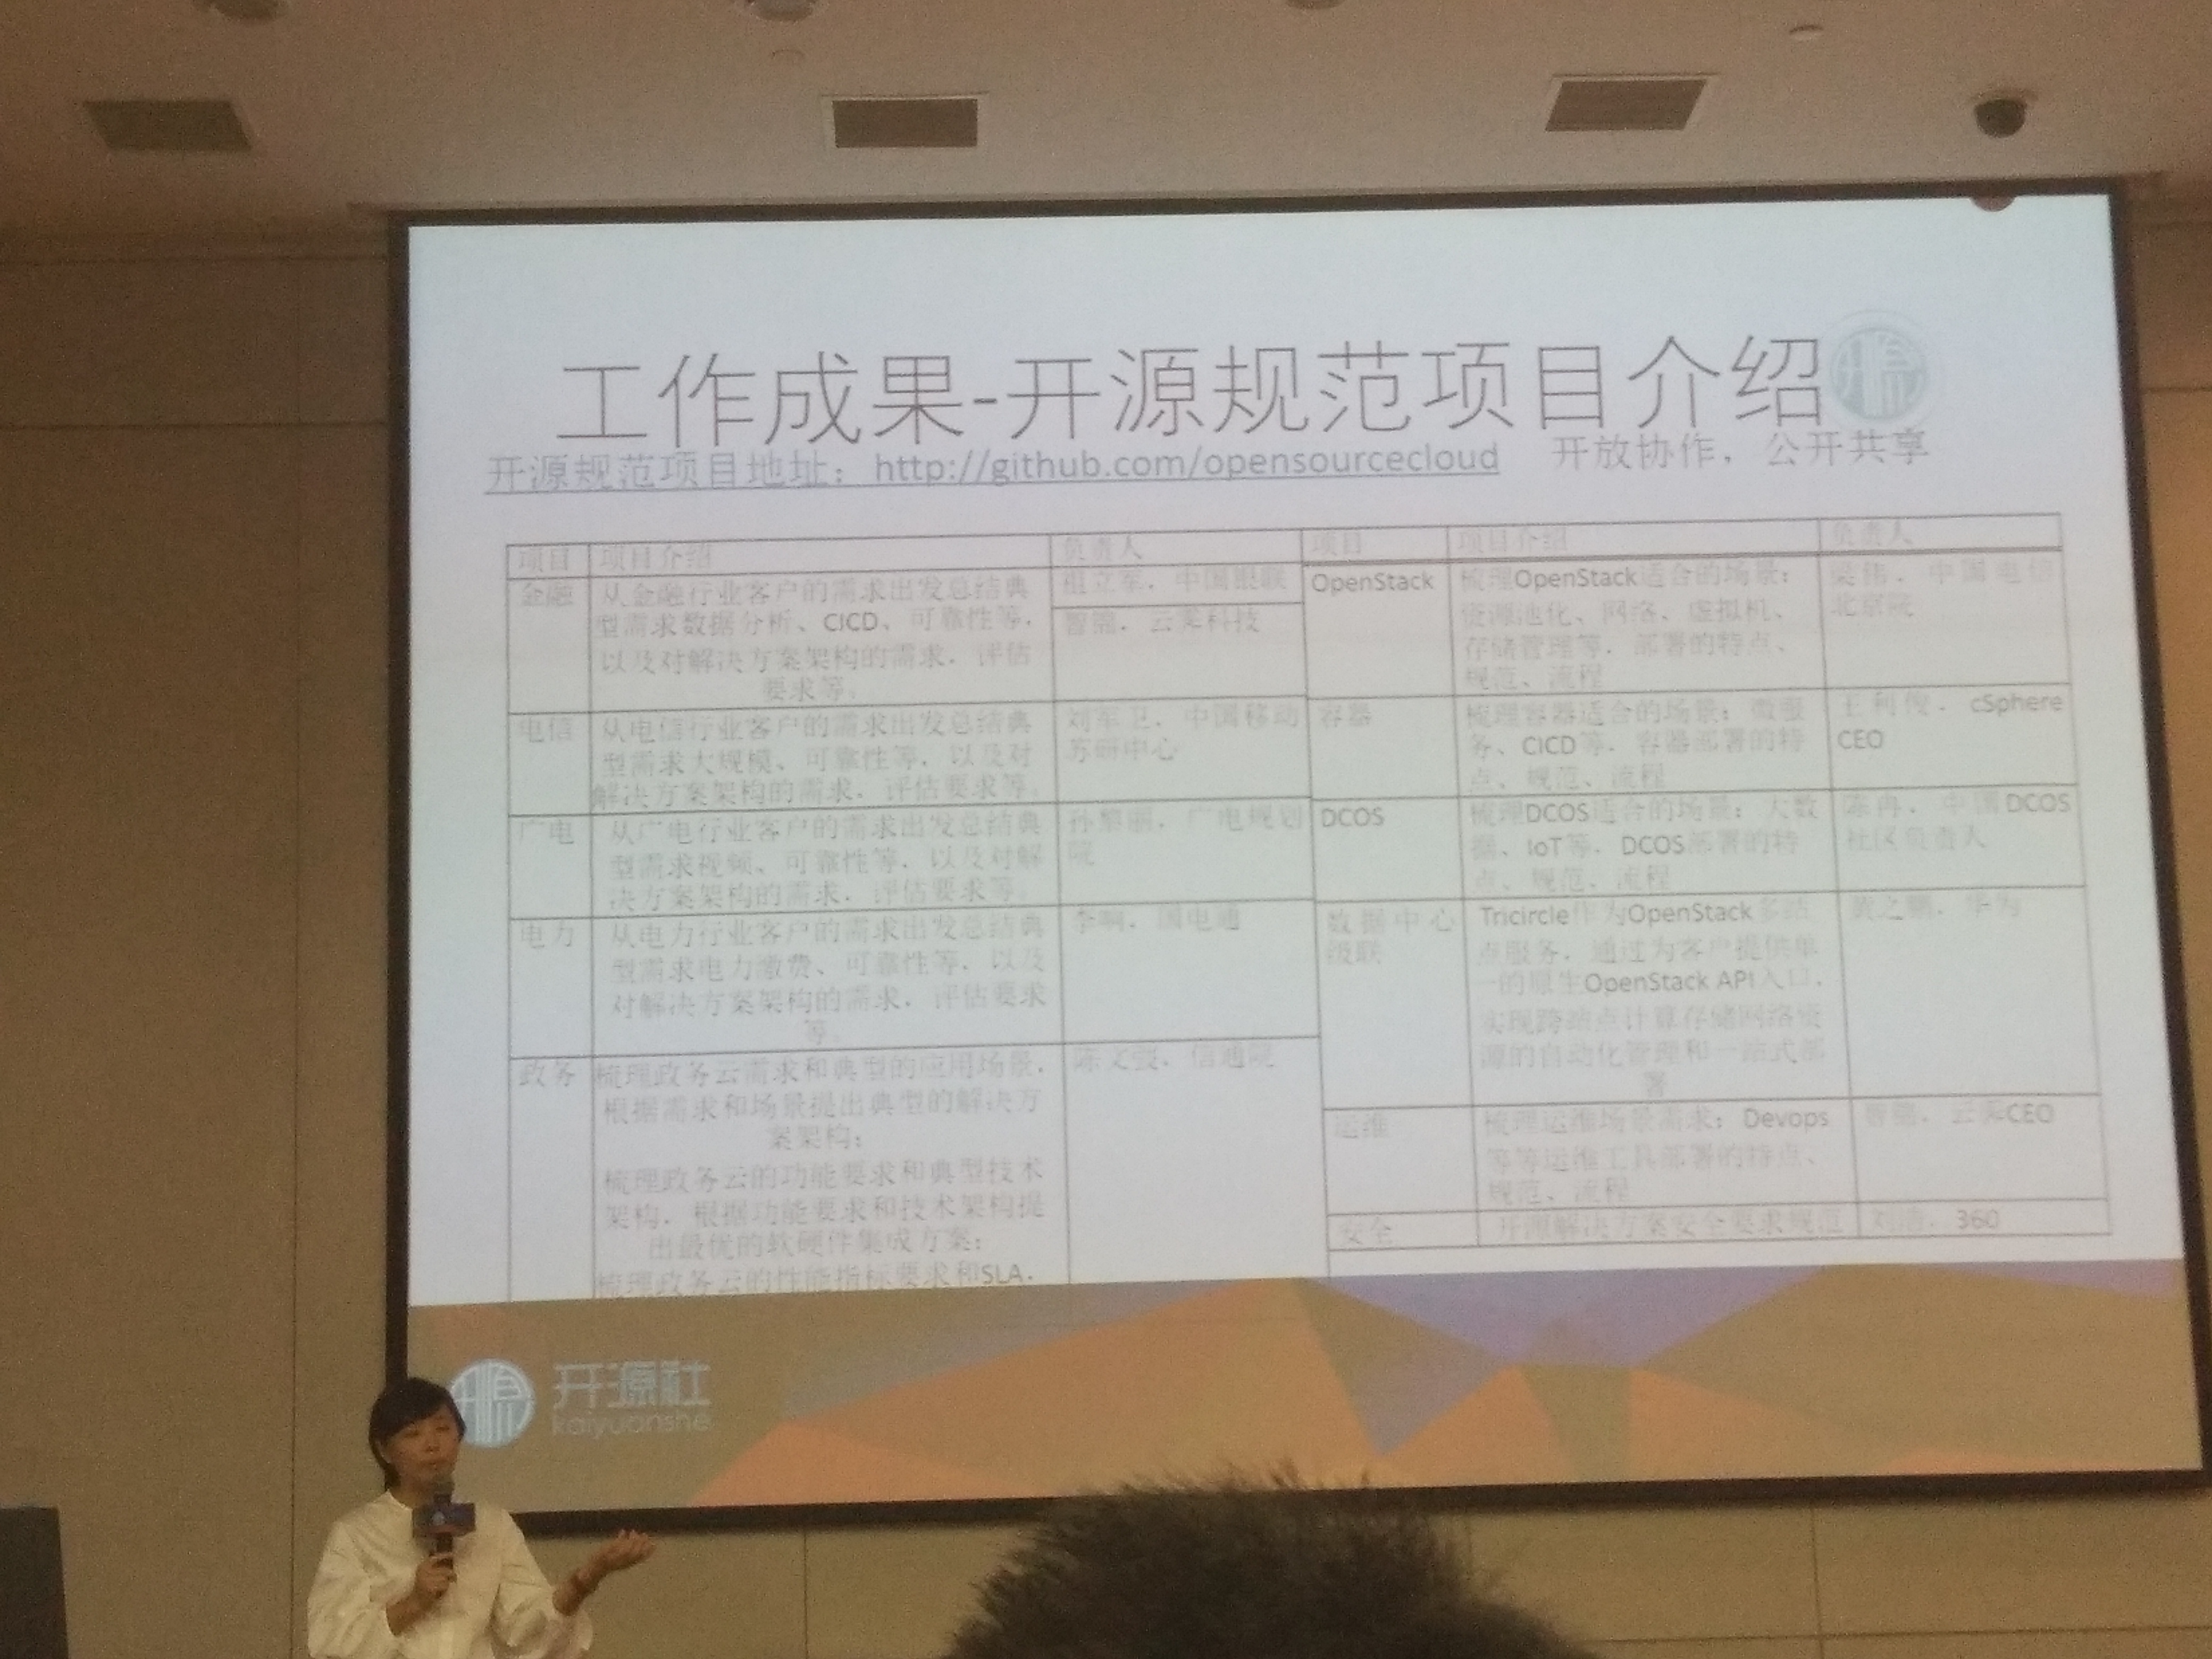 工作成果-开源规范项目介绍
开源规范项目地址：http://github.com/opensourcecloud 开放协作，公开共享
项目 项目介绍 负责人
金融 从金融行业客户的需求出发总结典
型需求数据分析、CICD、可靠性等，
以及对解决方案架构的需求，评估
要求等。
中国银联
云柔科技
电信 从电信行业客户的需求出发总结典
型需求大规模、可靠性等，以及对
解决方案架构的需求，评估要求等。
刘军卫，中国移动
苏研中心
广电 从广电行业客户的需求出发总结典
型需求视频、可靠性等，以及对解
决方案架构的需求，评估要求等。
孙黎丽，广电规划
院
电力 从电力行业客户的需求出发总结典
型需求电力缴费、可靠性等，以及
对解决方案架构的需求，评估要求
等。
国电通
政务 梳理政务云需求和典型的应用场景，
根据需求和场景提出典型的解决方
案架构；
梳理政务云的功能要求和典型技术
架构，根据功能要求和技术架构提
出最优的软硬件集成方案；
梳理政务云的性能指标要求和SLA，
信通院
项目 项目介绍 负责人
OpenStack 梳理OpenStack适合的场景：
资源池化、网络、虚拟机、
存储管理等，部署的特点、
规范、流程
梁伟，中国电信
北京院
容器 梳理容器适合的场景：微服
务、CICD等，容器部署的特
点、规范、流程
王利俊，cSphere
CEO
DCOS 梳理DCOS适合的场景：大数
据、IoT等，DCOS部署的特
点、规范、流程
陈冉，中国DCOS
社区负责人
数据中心
级联
Tricircle作为OpenStack多站
点服务，通过为客户提供单
一的原生OpenStack API入口，
实现跨站点计算存储网络资
源的自动化管理和一站式部
署
华为
运维 梳理运维场景需求：Devops
等等运维工具部署的特点、
规范、流程
CEO
安全 开源解决方案安全要求规范 360
开源社
kaiyuanshe